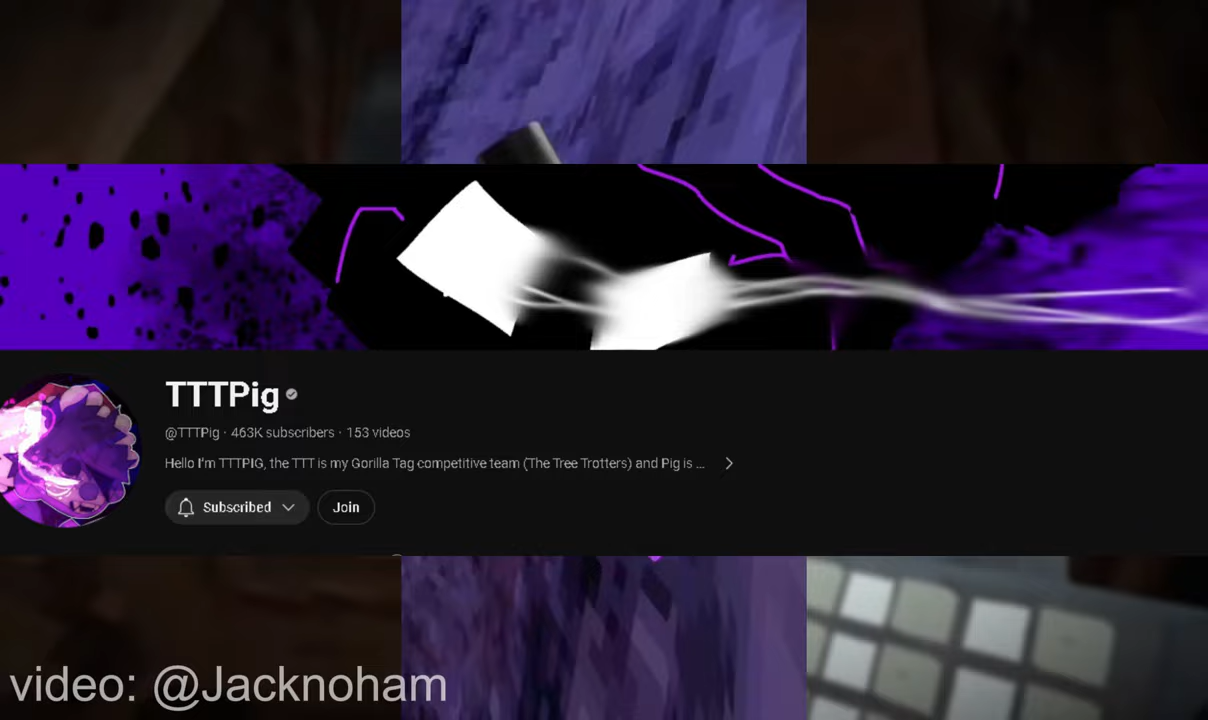 TTTPig
@TTTPig · 463K subscribers · 153 videos
Hello I'm TTTPIG, the TTT is my Gorilla Tag competitive team (The Tree Trotters) and Pig is ...
Subscribed
Join
video: @Jacknoham